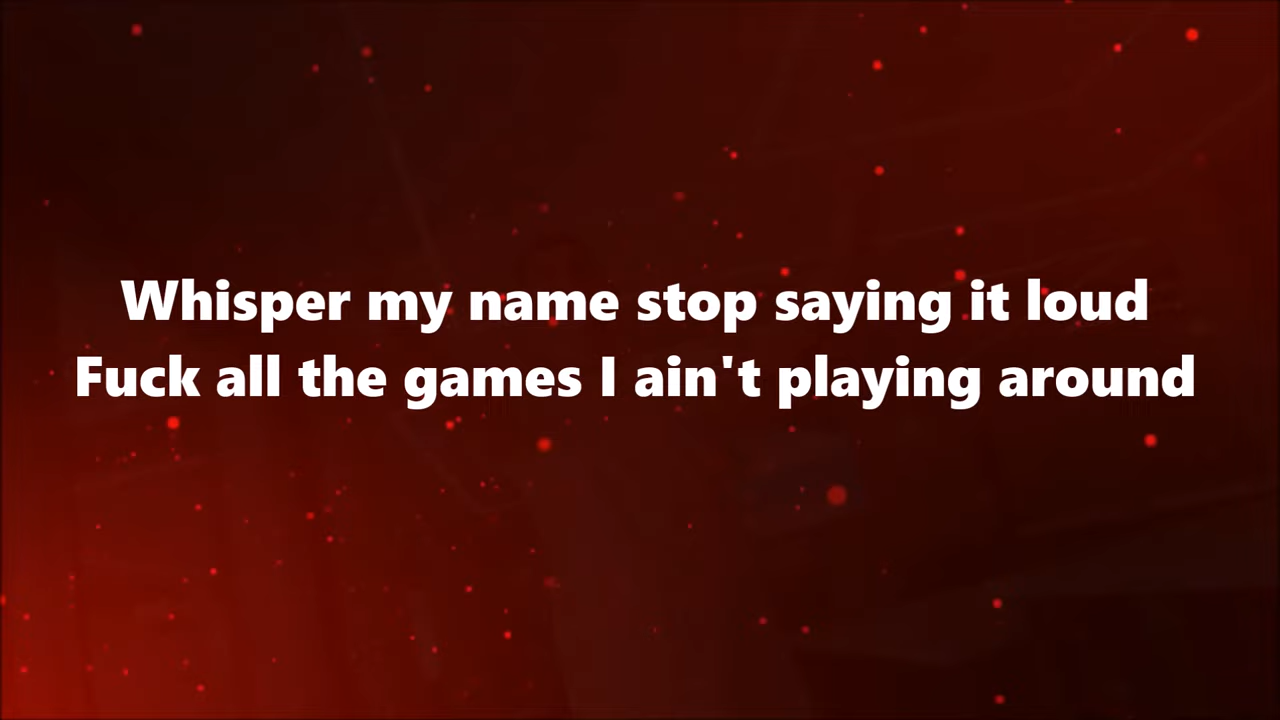 Whisper my name stop saying it loud
Fuck all the games I ain't playing around